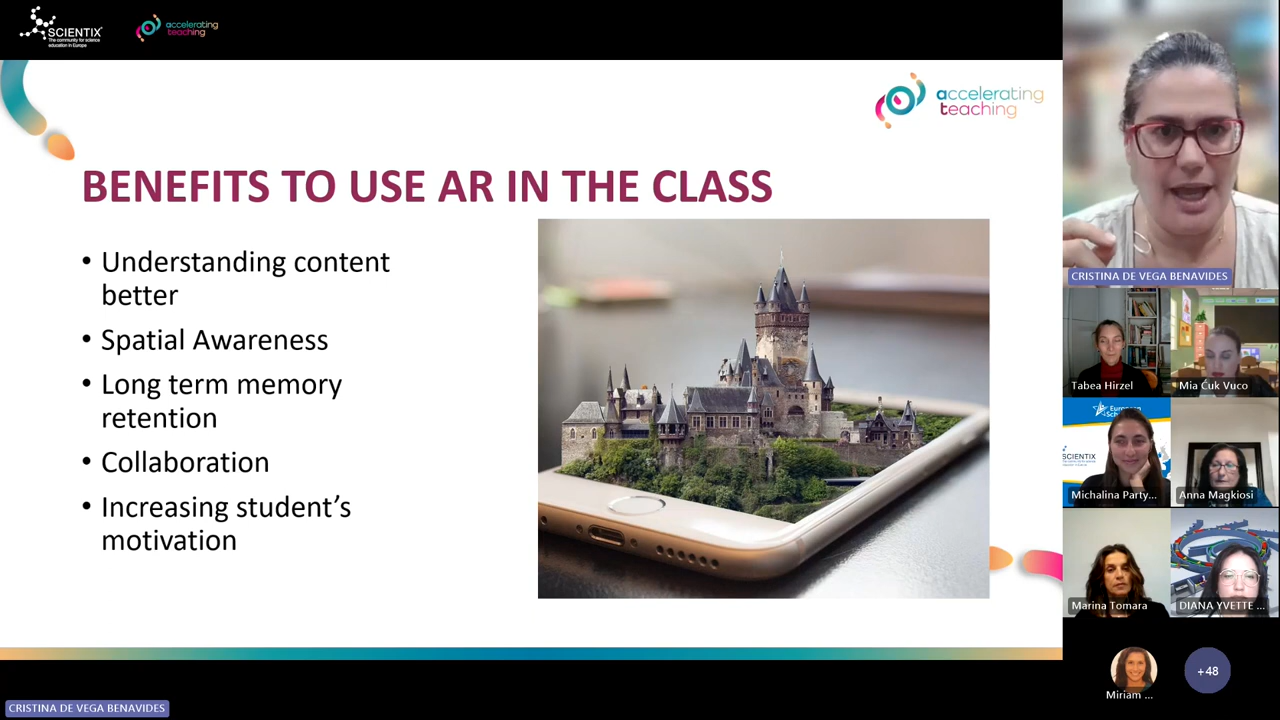 SCIENTIX®
The community for science
education in Europe
accelerating
teaching
accelerating
teaching
BENEFITS TO USE AR IN THE CLASS
• Understanding content
better
• Spatial Awareness
• Long term memory
retention
• Collaboration
• Increasing student’s
motivation
CRISTINA DE VEGA BENAVIDES
Tabea Hirzel
Mia Ćuk Vuco
European
SCIENTIX
Michalina Party...
Anna Magkiosi
Marina Tomara
DIANA YVETTE ...
Miriam ...
+48
CRISTINA DE VEGA BENAVIDES